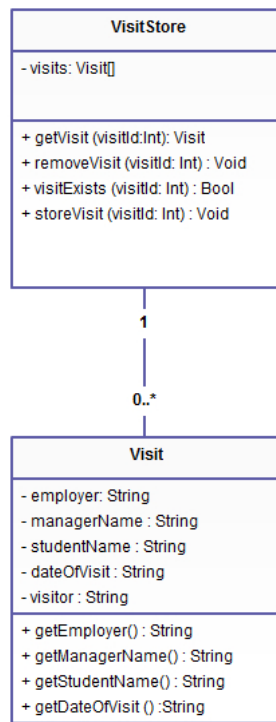 VisitStore
- visits: Visit[]
+ getVisit (visitId:Int): Visit
+ removeVisit (visitId: Int) : Void
+ visitExists (visitId: Int) : Bool
+ storeVisit (visitId: Int) : Void
1
0..*
Visit
- employer: String
- managerName : String
- studentName : String
- dateOfVisit : String
- visitor : String
+ getEmployer() : String
+ getManagerName() : String
+ getStudentName() : String
+ getDateOfVisit () :String